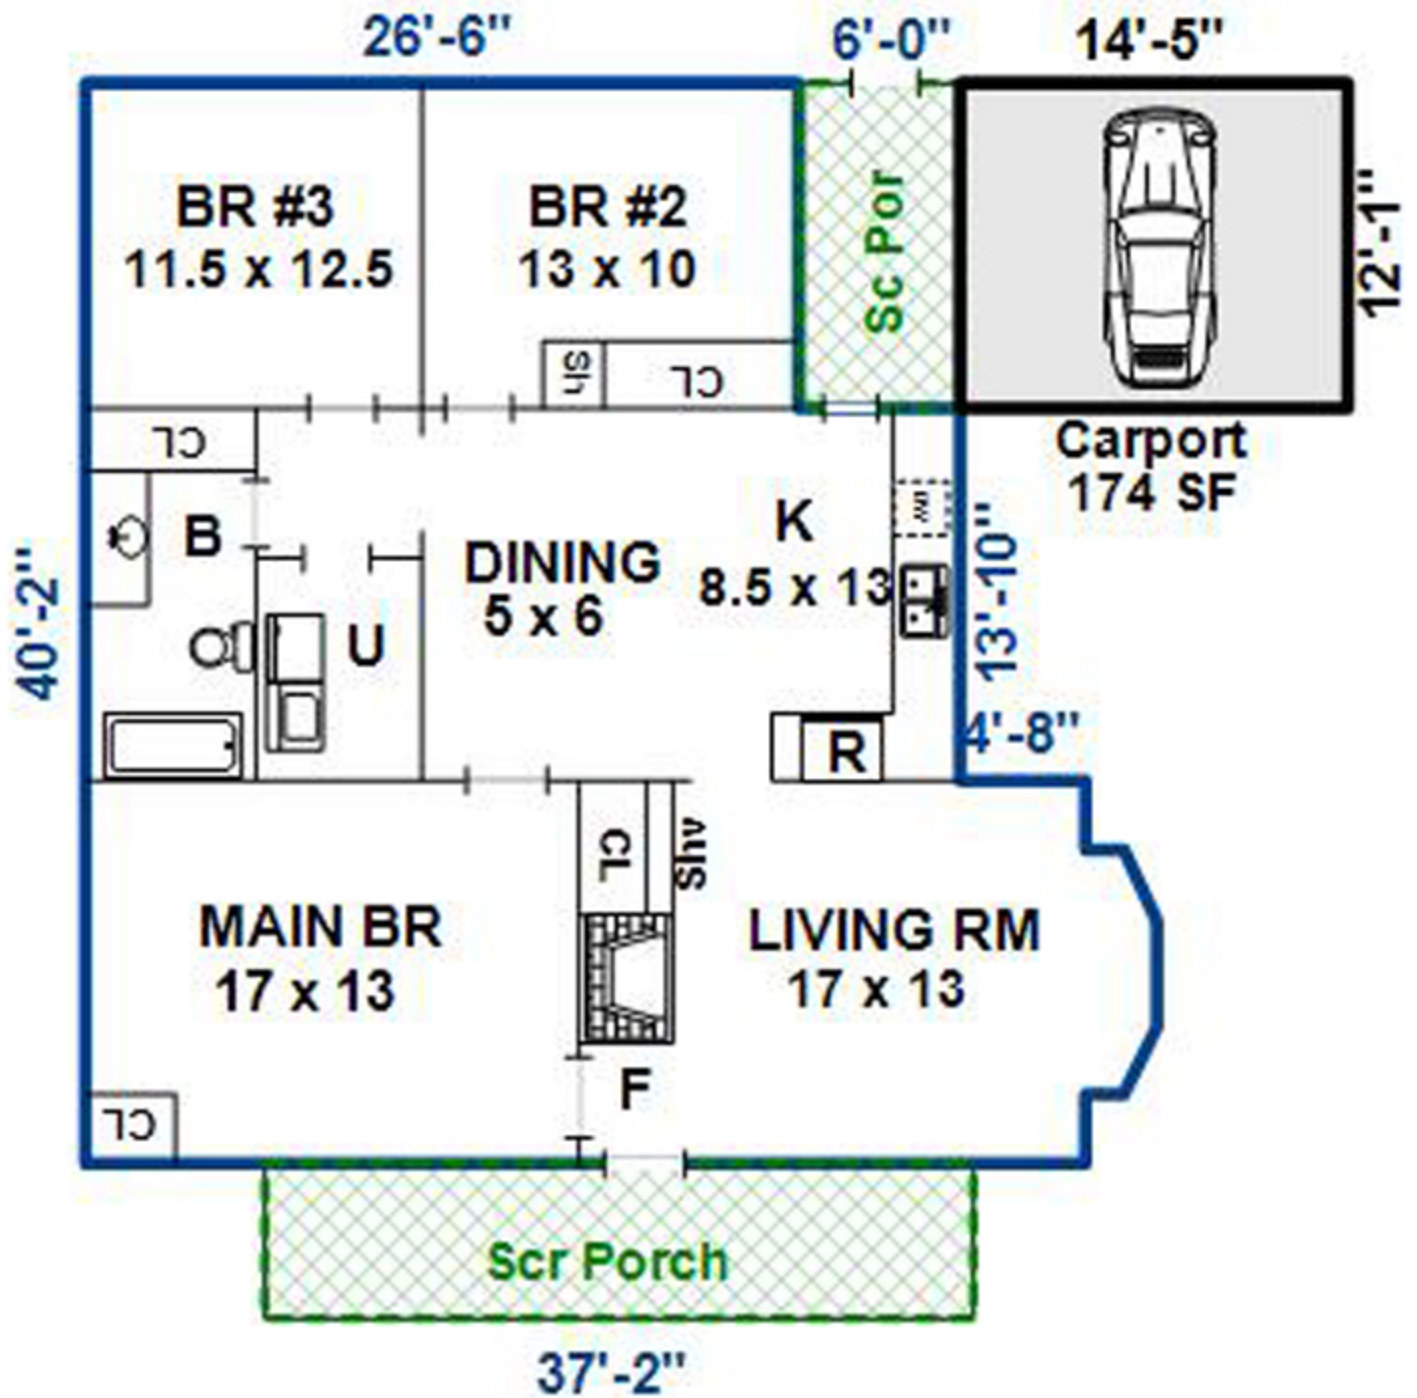 26'-6"
6'-0"
14'-5"
BR #3
11.5 x 12.5
BR #2
13 x 10
Sc Por
12'-1"
Sh
CL
CL
Carport
174 SF
B
DINING
5 x 6
K
8.5 x 13
DW
13'-10"
40'-2"
U
4'-8"
R
CL
Shv
MAIN BR
17 x 13
LIVING RM
17 x 13
F
CL
Scr Porch
37'-2"